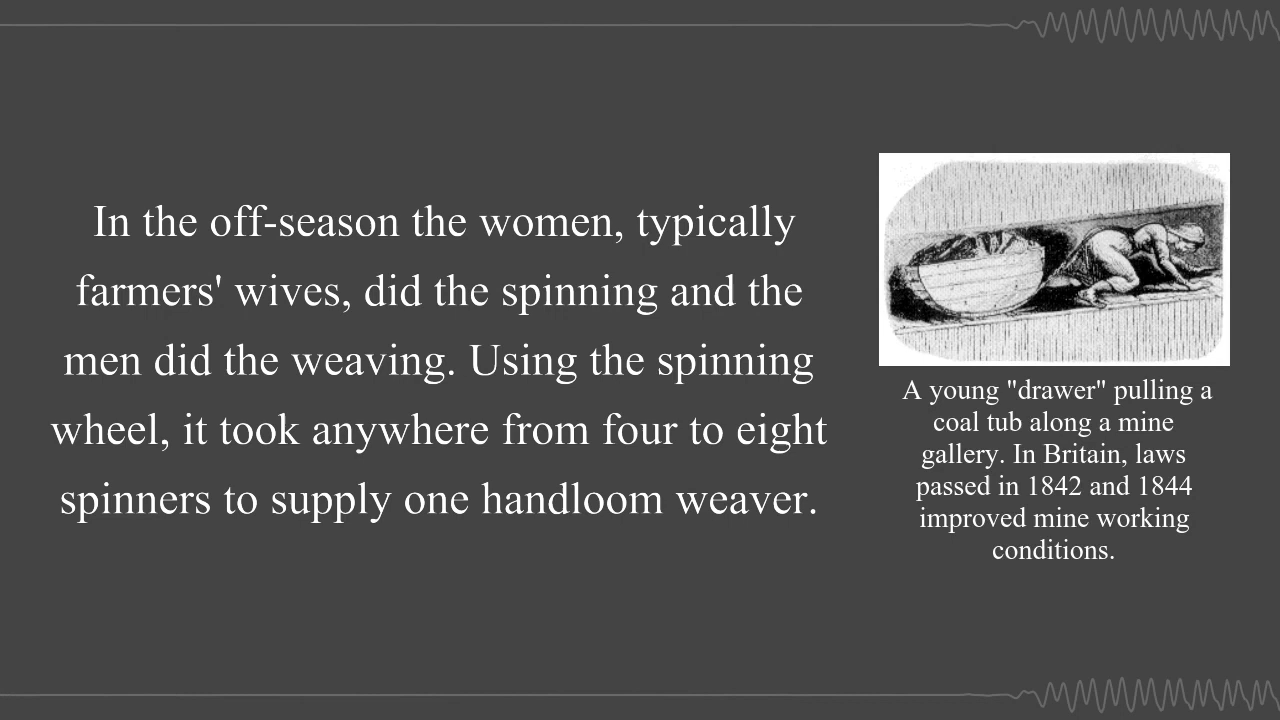 In the off-season the women, typically
farmers' wives, did the spinning and the
men did the weaving. Using the spinning
wheel, it took anywhere from four to eight
spinners to supply one handloom weaver.
A young "drawer" pulling a
coal tub along a mine
gallery. In Britain, laws
passed in 1842 and 1844
improved mine working
conditions.